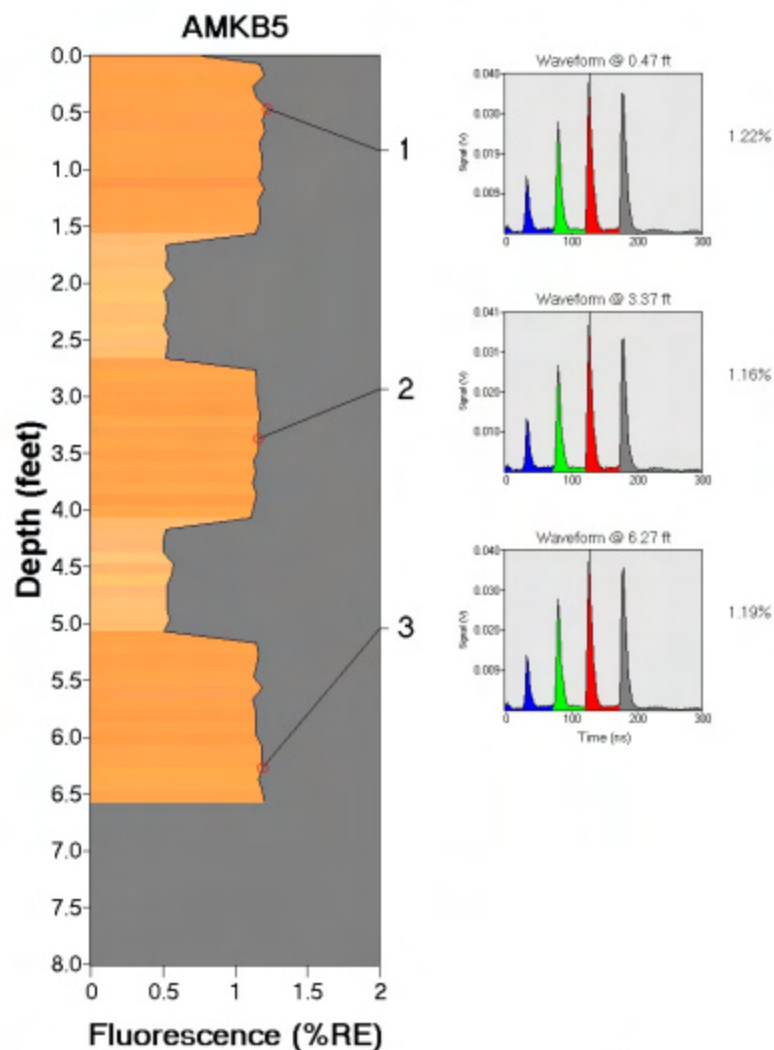 AMKB5
0.0
0.5
1.0
1.5
2.0
2.5
3.0
3.5
4.0
4.5
5.0
5.5
6.0
6.5
7.0
7.5
8.0
Depth (feet)
0 0.5 1 1.5 2
Fluorescence (%RE)
1
2
3
Waveform @ 0.47 ft
0.040
0.030
0.019
0.009
Signal (V)
0 100 200 300
1.22%
Waveform @ 3.37 ft
0.041
0.031
0.020
0.010
Signal (V)
0 100 200 300
1.16%
Waveform @ 6.27 ft
0.040
0.030
0.020
0.009
Signal (V)
0 100 200 300
Time (ns)
1.19%